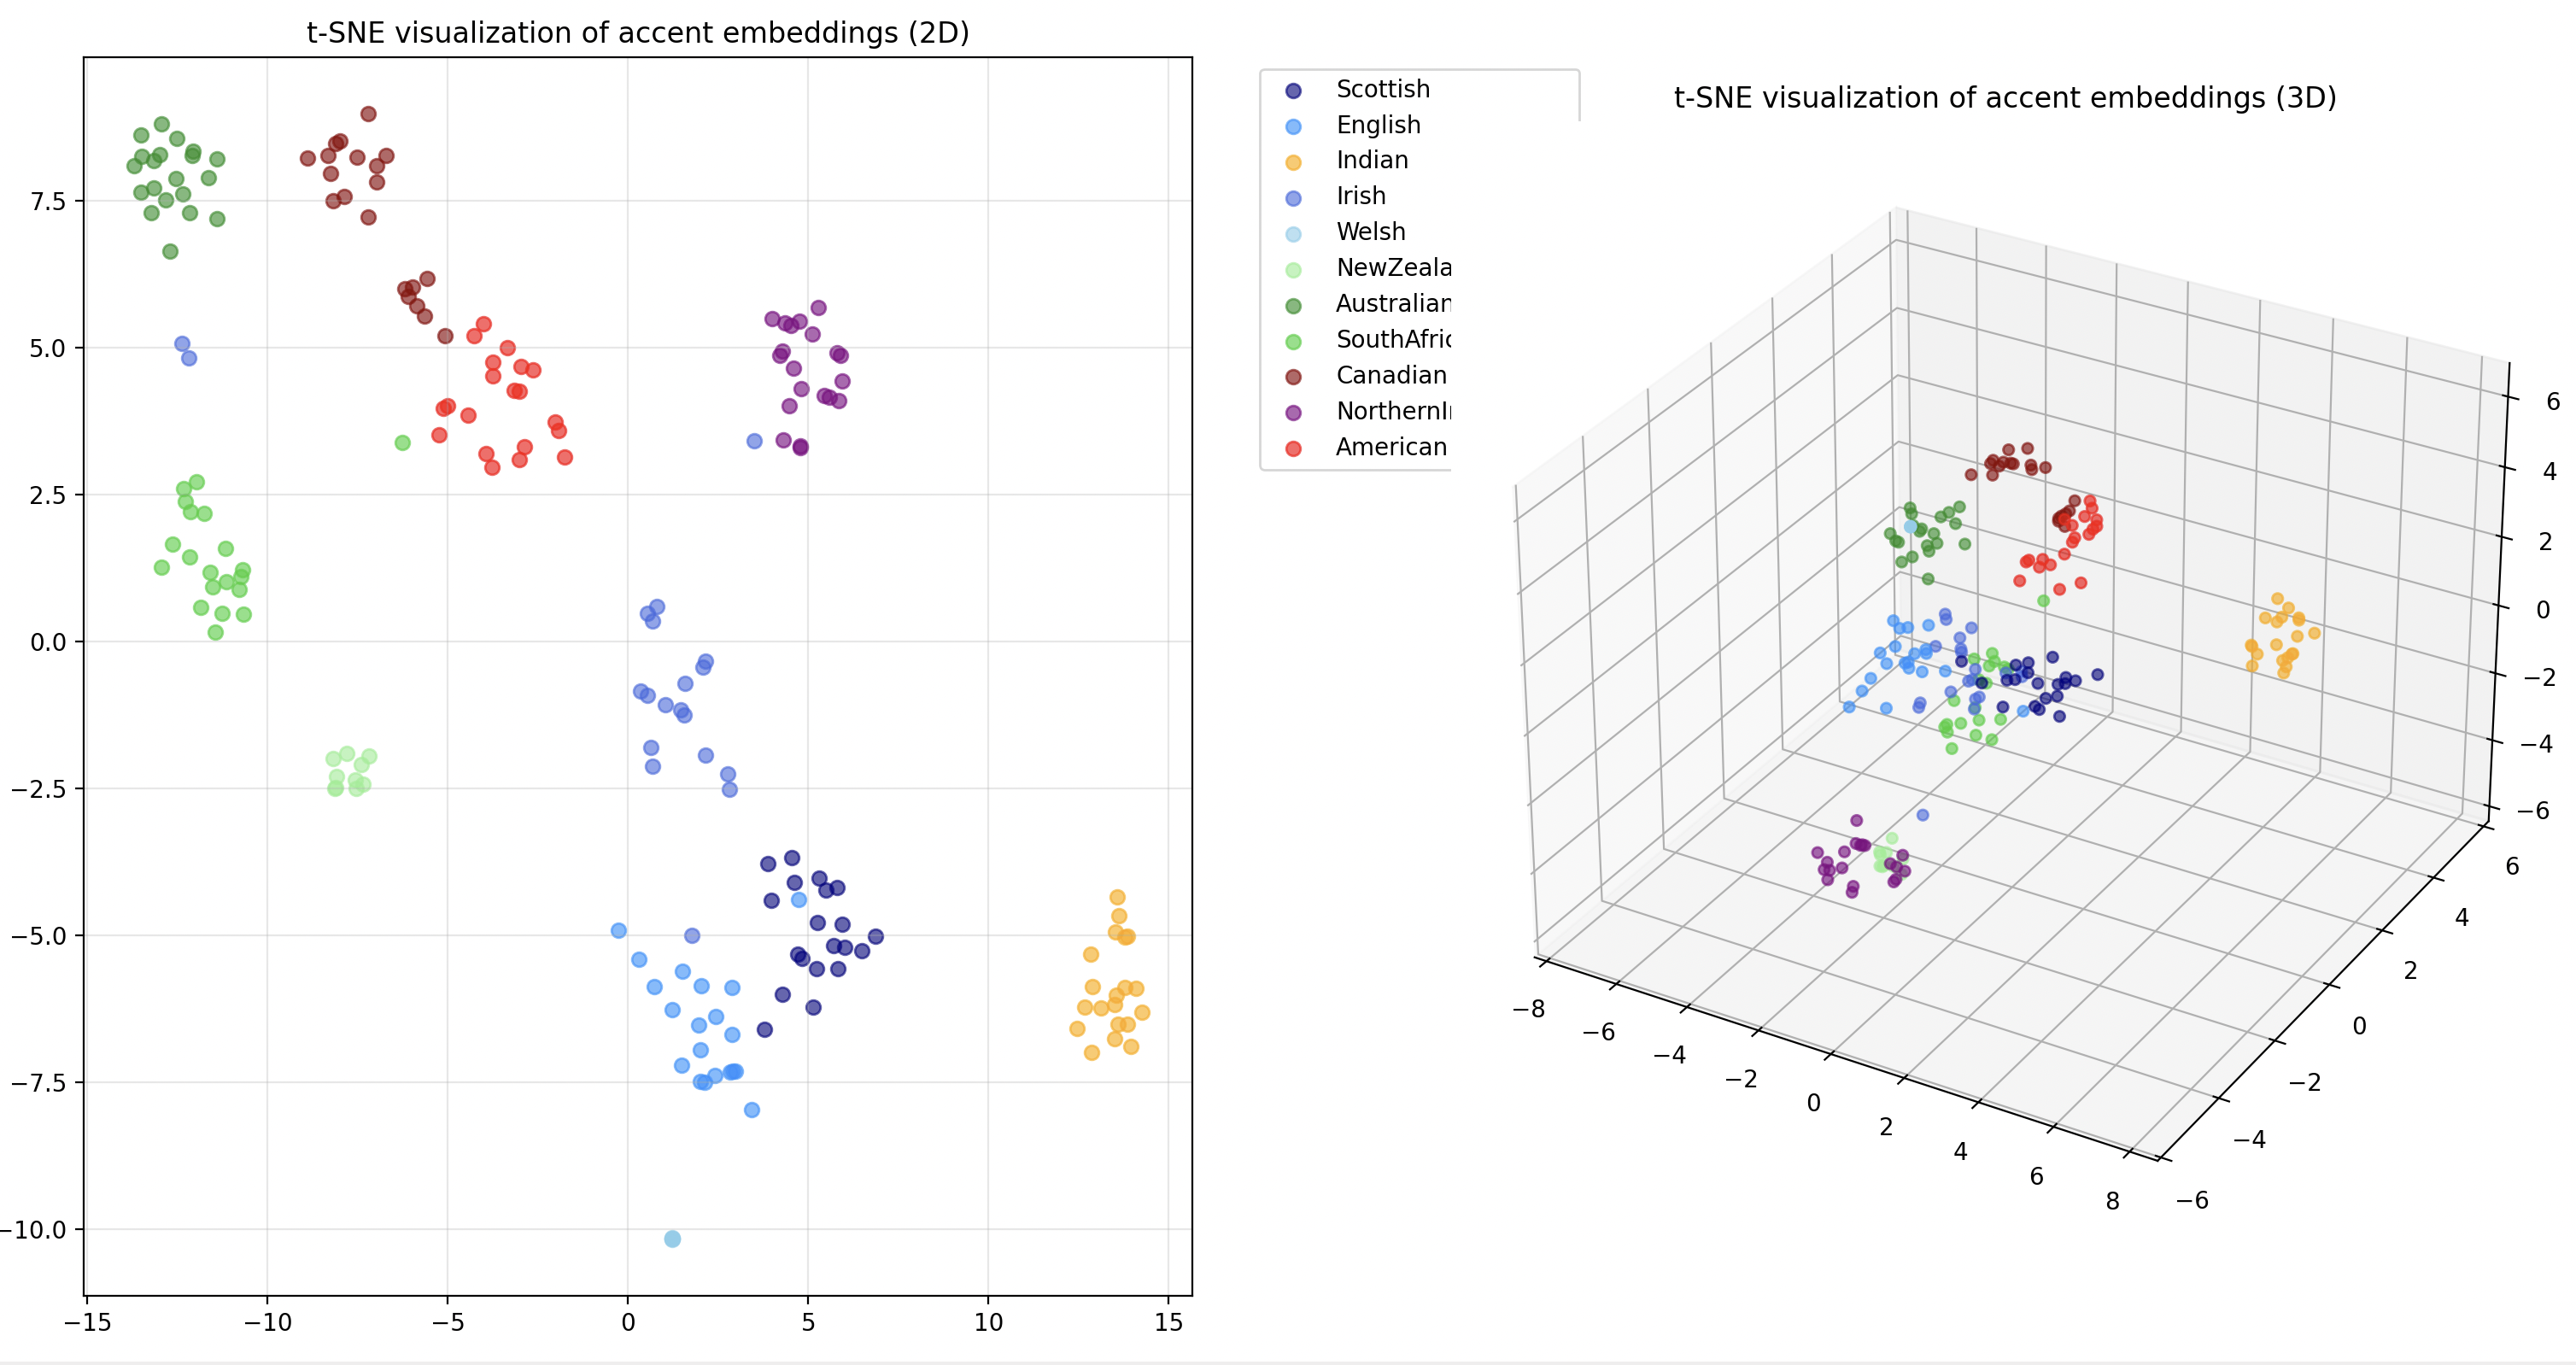 t-SNE visualization of accent embeddings (2D)
7.5
5.0
2.5
0.0
−2.5
−5.0
−7.5
−10.0
−15
−10
−5
0
5
10
15
Scottish
English
Indian
Irish
Welsh
NewZeala
Australian
SouthAfric
Canadian
NorthernI
American
t-SNE visualization of accent embeddings (3D)
−8
−6
−4
−2
0
2
4
6
8
−6
−4
−2
0
2
4
6
−6
−4
−2
0
2
4
6